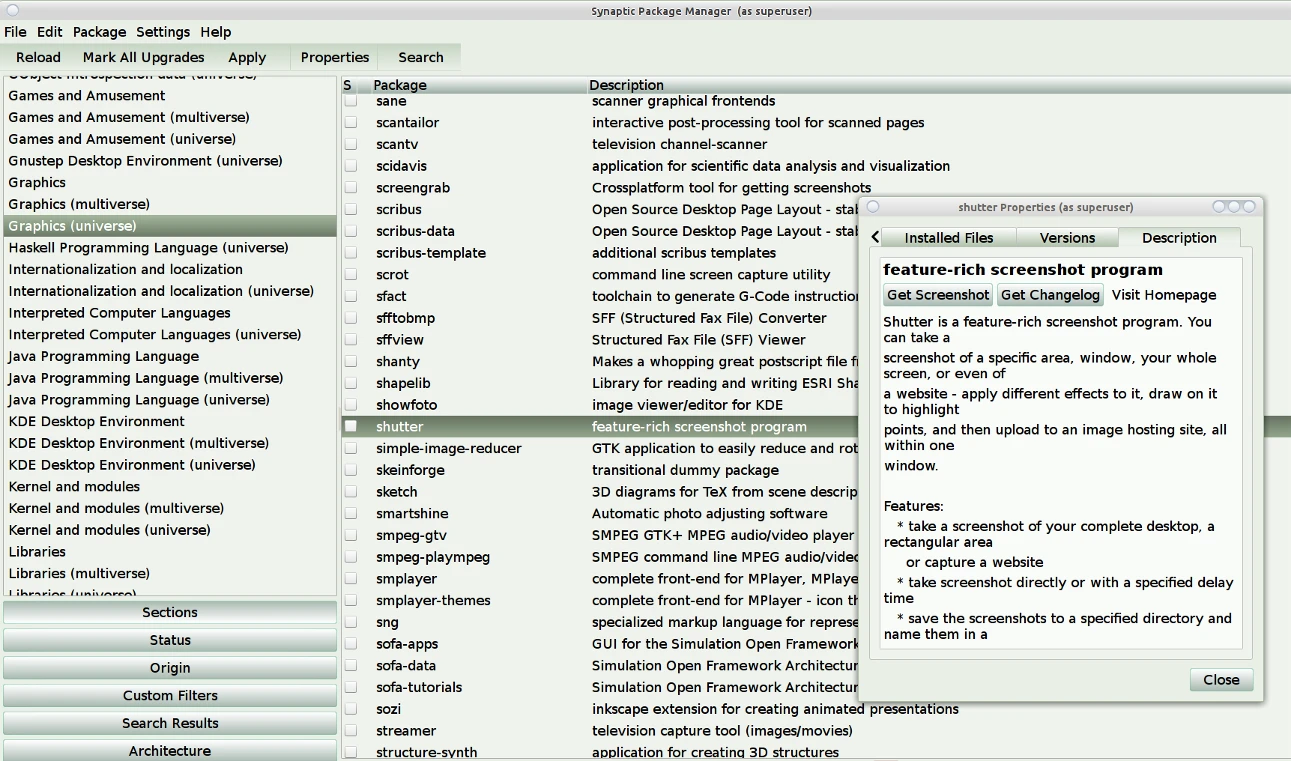 Synaptic Package Manager (as superuser)
File Edit Package Settings Help
Reload Mark All Upgrades Apply Properties Search
GObject introspection data (universe)
Games and Amusement
Games and Amusement (multiverse)
Games and Amusement (universe)
Gnustep Desktop Environment (universe)
Graphics
Graphics (multiverse)
Graphics (universe)
Haskell Programming Language (universe)
Internationalization and localization
Internationalization and localization (universe)
Interpreted Computer Languages
Interpreted Computer Languages (universe)
Java Programming Language
Java Programming Language (multiverse)
Java Programming Language (universe)
KDE Desktop Environment
KDE Desktop Environment (multiverse)
KDE Desktop Environment (universe)
Kernel and modules
Kernel and modules (multiverse)
Kernel and modules (universe)
Libraries
Libraries (multiverse)
Libraries (universe)
Sections
Status
Origin
Custom Filters
Search Results
Architecture
S Package Description
sane scanner graphical frontends
scantailor interactive post-processing tool for scanned pages
scantv television channel-scanner
scidavis application for scientific data analysis and visualization
screengrab Crossplatform tool for getting screenshots
scribus Open Source Desktop Page Layout - stab
scribus-data Open Source Desktop Page Layout - stab
scribus-template additional scribus templates
scrot command line screen capture utility
sfact toolchain to generate G-Code instruction
sfftobmp SFF (Structured Fax File) Converter
sffview Structured Fax File (SFF) Viewer
shanty Makes a whopping great postscript file f
shapelib Library for reading and writing ESRI Sha
showfoto image viewer/editor for KDE
shutter feature-rich screenshot program
simple-image-reducer GTK application to easily reduce and rot
skeinforge transitional dummy package
sketch 3D diagrams for TeX from scene descrip
smartshine Automatic photo adjusting software
smpeg-gtv SMPEG GTK+ MPEG audio/video player
smpeg-plaympeg SMPEG command line MPEG audio/video
smplayer complete front-end for MPlayer, MPlaye
smplayer-themes complete front-end for MPlayer - icon th
sng specialized markup language for represe
sofa-apps GUI for the Simulation Open Framework
sofa-data Simulation Open Framework Architectur
sofa-tutorials Simulation Open Framework Architectur
sozi inkscape extension for creating animated presentations
streamer television capture tool (images/movies)
structure-synth application for creating 3D structures
shutter Properties (as superuser)
Installed Files Versions Description
feature-rich screenshot program
Get Screenshot Get Changelog Visit Homepage
Shutter is a feature-rich screenshot program. You
can take a
screenshot of a specific area, window, your whole
screen, or even of
a website - apply different effects to it, draw on it
to highlight
points, and then upload to an image hosting site, all
within one
window.
Features:
* take a screenshot of your complete desktop, a
rectangular area
or capture a website
* take screenshot directly or with a specified delay
time
* save the screenshots to a specified directory and
name them in a
Close